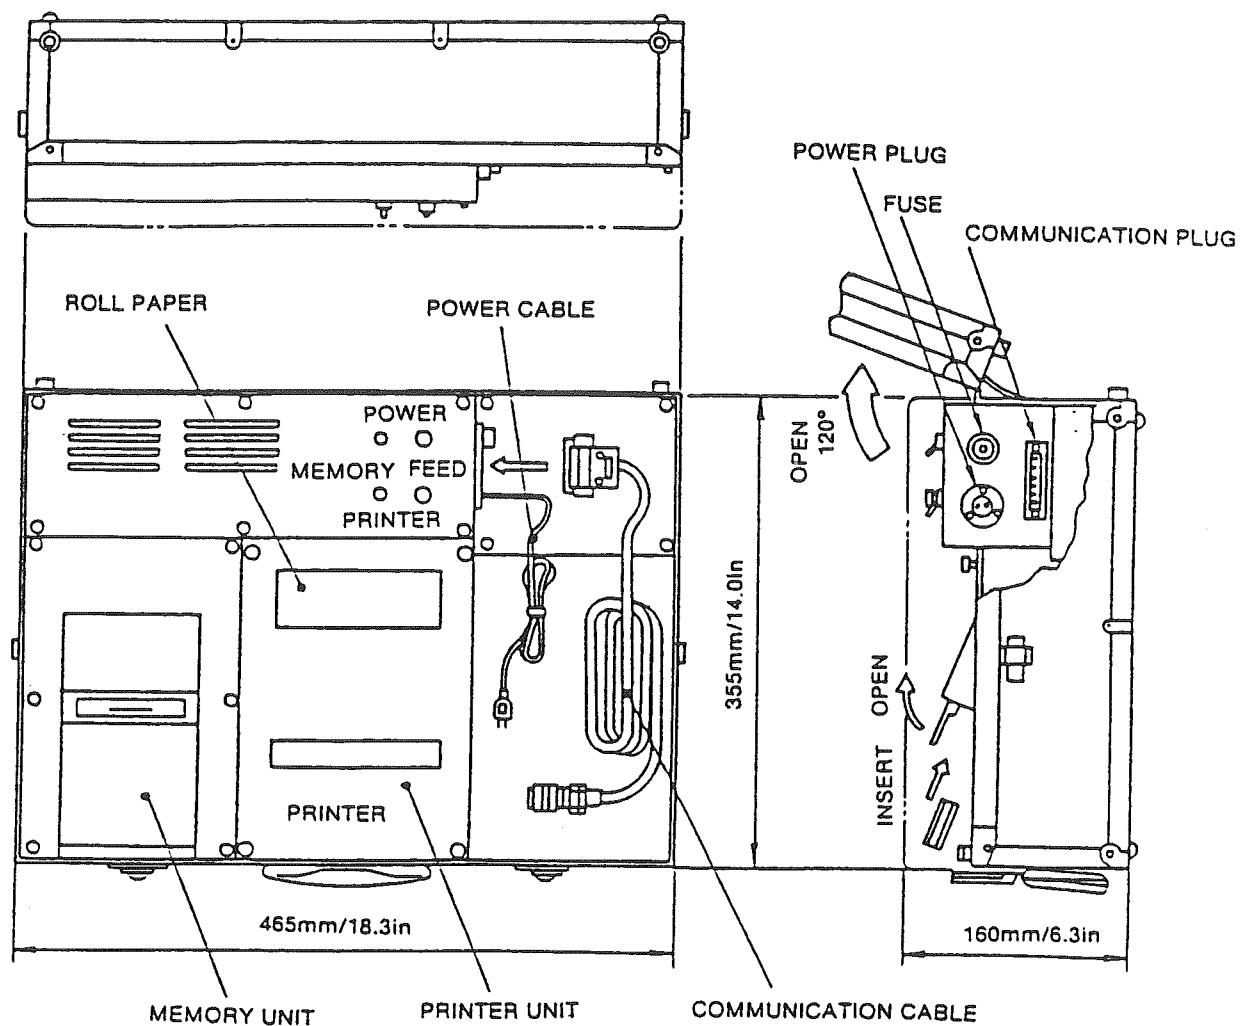 POWER PLUG
FUSE
COMMUNICATION PLUG
ROLL PAPER
POWER CABLE
POWER
MEMORY FEED
PRINTER
OPEN
120°
355mm/14.0in
OPEN
INSERT
PRINTER
465mm/18.3in
160mm/6.3in
MEMORY UNIT
PRINTER UNIT
COMMUNICATION CABLE